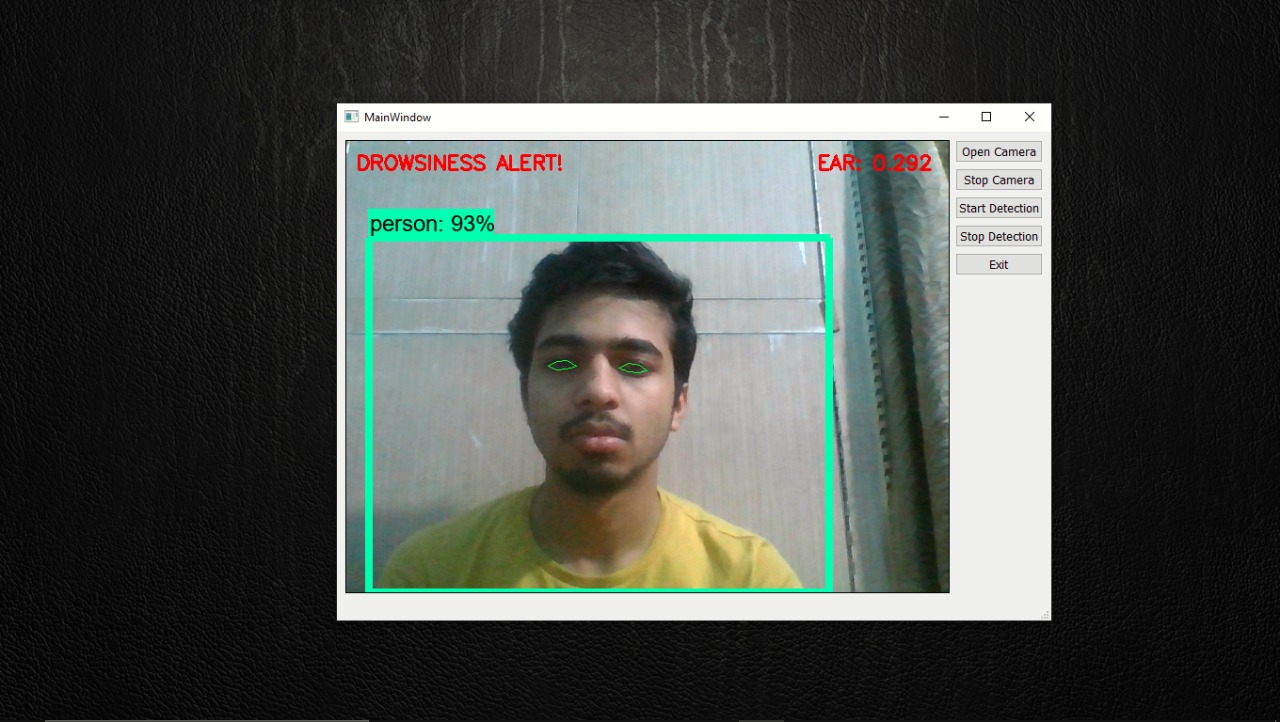 MainWindow
DROWSINESS ALERT!
EAR: 0.292
person: 93%
Open Camera
Stop Camera
Start Detection
Stop Detection
Exit